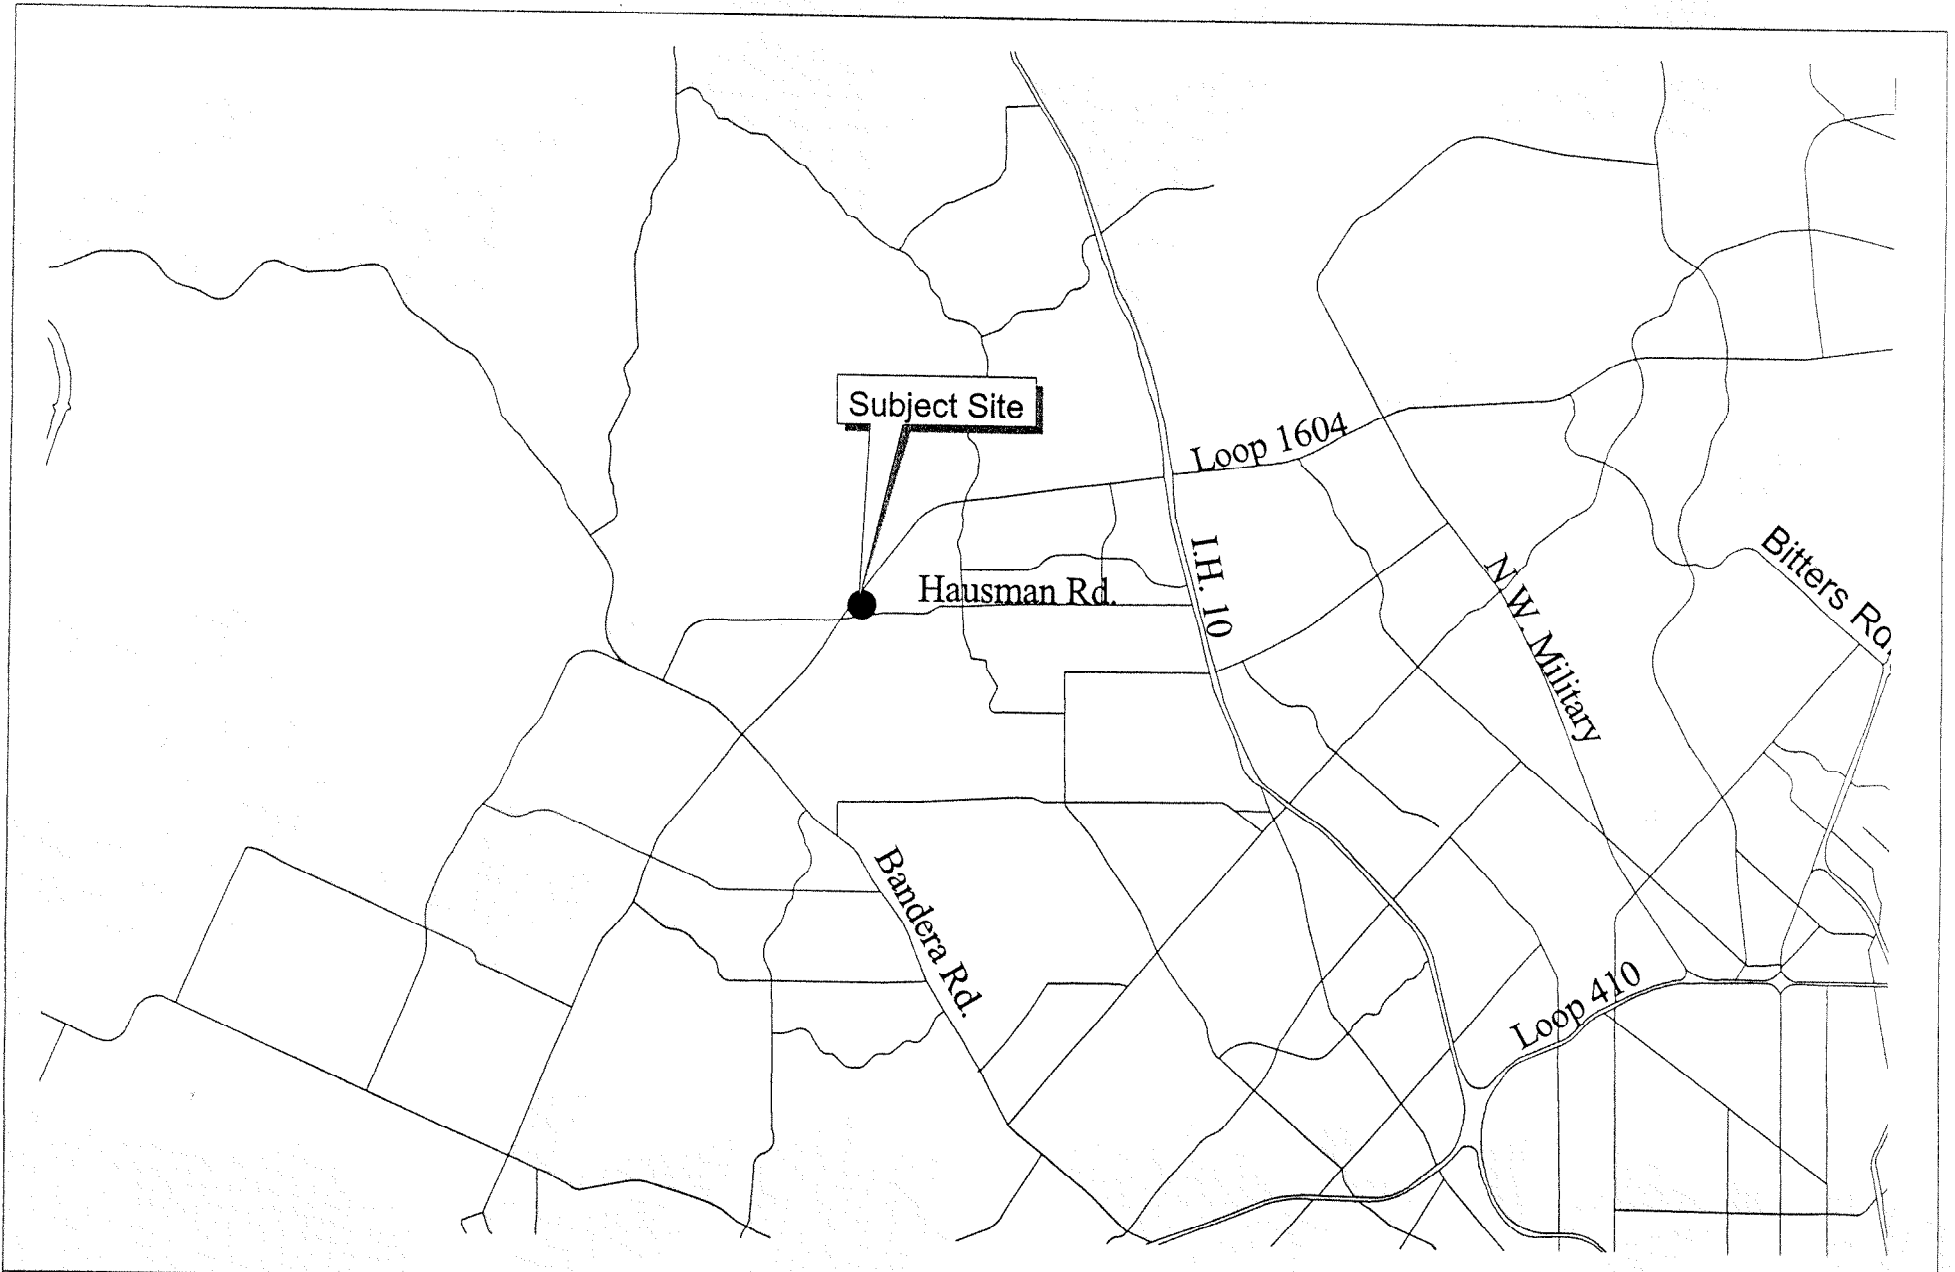 Subject Site
Loop 1604
Hausman Rd.
I.H. 10
N.W. Military
Bitters Rd.
Bandera Rd.
Loop 410